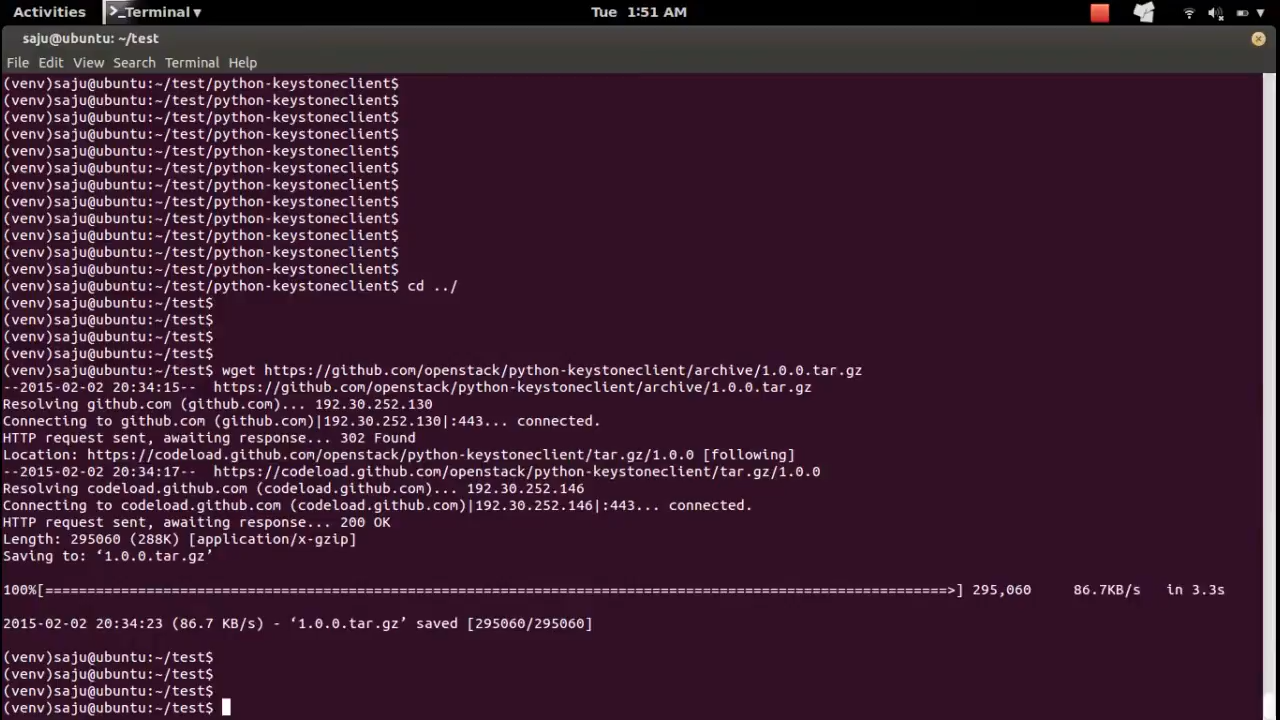 Activities
Terminal
Tue 1:51 AM
saju@ubuntu: ~/test
File Edit View Search Terminal Help
(venv)saju@ubuntu:~/test/python-keystoneclient$
(venv)saju@ubuntu:~/test/python-keystoneclient$
(venv)saju@ubuntu:~/test/python-keystoneclient$
(venv)saju@ubuntu:~/test/python-keystoneclient$
(venv)saju@ubuntu:~/test/python-keystoneclient$
(venv)saju@ubuntu:~/test/python-keystoneclient$
(venv)saju@ubuntu:~/test/python-keystoneclient$
(venv)saju@ubuntu:~/test/python-keystoneclient$
(venv)saju@ubuntu:~/test/python-keystoneclient$
(venv)saju@ubuntu:~/test/python-keystoneclient$
(venv)saju@ubuntu:~/test/python-keystoneclient$
(venv)saju@ubuntu:~/test/python-keystoneclient$
(venv)saju@ubuntu:~/test/python-keystoneclient$ cd ../
(venv)saju@ubuntu:~/test$
(venv)saju@ubuntu:~/test$
(venv)saju@ubuntu:~/test$
(venv)saju@ubuntu:~/test$
(venv)saju@ubuntu:~/test$ wget https://github.com/openstack/python-keystoneclient/archive/1.0.0.tar.gz
--2015-02-02 20:34:15--  https://github.com/openstack/python-keystoneclient/archive/1.0.0.tar.gz
Resolving github.com (github.com)... 192.30.252.130
Connecting to github.com (github.com)|192.30.252.130|:443... connected.
HTTP request sent, awaiting response... 302 Found
Location: https://codeload.github.com/openstack/python-keystoneclient/tar.gz/1.0.0 [following]
--2015-02-02 20:34:17--  https://codeload.github.com/openstack/python-keystoneclient/tar.gz/1.0.0
Resolving codeload.github.com (codeload.github.com)... 192.30.252.146
Connecting to codeload.github.com (codeload.github.com)|192.30.252.146|:443... connected.
HTTP request sent, awaiting response... 200 OK
Length: 295060 (288K) [application/x-gzip]
Saving to: ‘1.0.0.tar.gz’
100%[============================================================================================================>] 295,060     86.7KB/s   in 3.3s
2015-02-02 20:34:23 (86.7 KB/s) - ‘1.0.0.tar.gz’ saved [295060/295060]
(venv)saju@ubuntu:~/test$
(venv)saju@ubuntu:~/test$
(venv)saju@ubuntu:~/test$
(venv)saju@ubuntu:~/test$